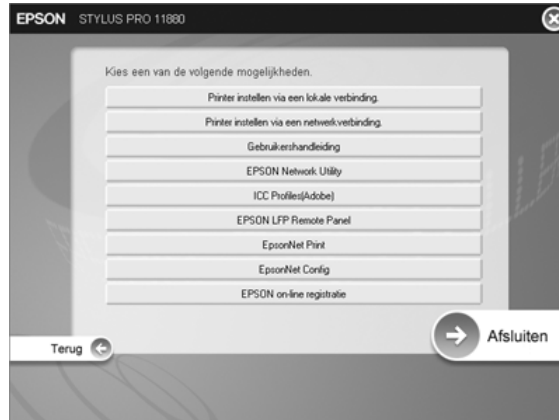 EPSON STYLUS PRO 11880
Kies een van de volgende mogelijkheden.
Printer instellen via een lokale verbinding.
Printer instellen via een netwerkverbinding.
Gebruikershandleiding
EPSON Network Utility
ICC Profiles(Adobe)
EPSON LFP Remote Panel
EpsonNet Print
EpsonNet Config
EPSON on-line registratie
Terug
Afsluiten